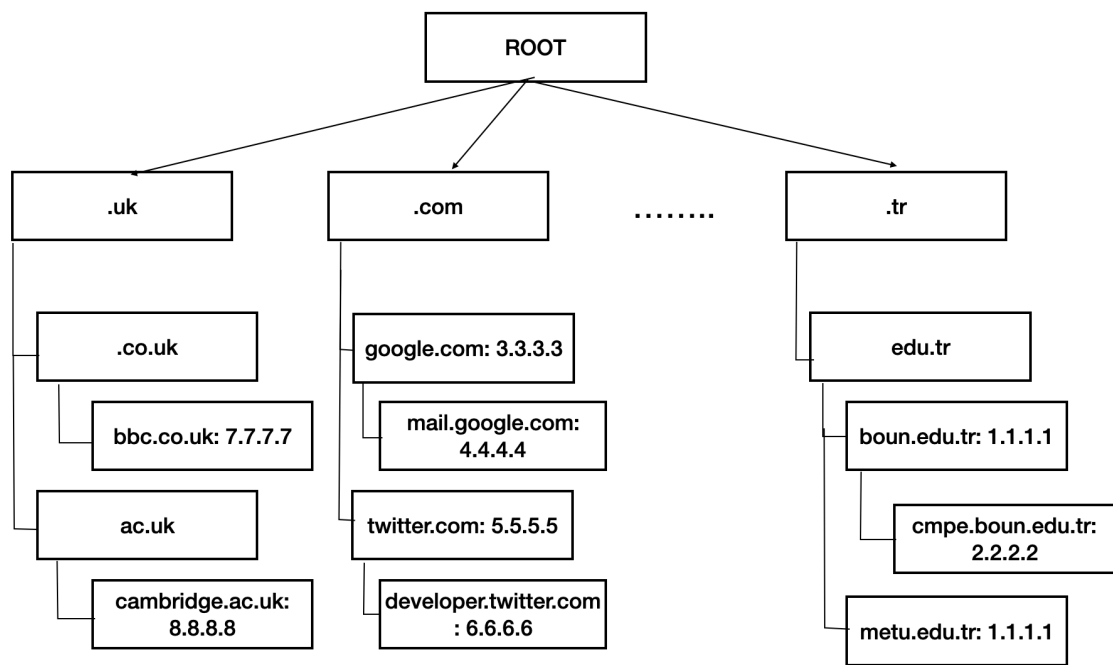 ROOT
.uk
.com
........
.tr
.co.uk
google.com: 3.3.3.3
edu.tr
bbc.co.uk: 7.7.7.7
mail.google.com:
4.4.4.4
boun.edu.tr: 1.1.1.1
ac.uk
twitter.com: 5.5.5.5
cmpe.boun.edu.tr:
2.2.2.2
cambridge.ac.uk:
8.8.8.8
developer.twitter.com
: 6.6.6.6
metu.edu.tr: 1.1.1.1